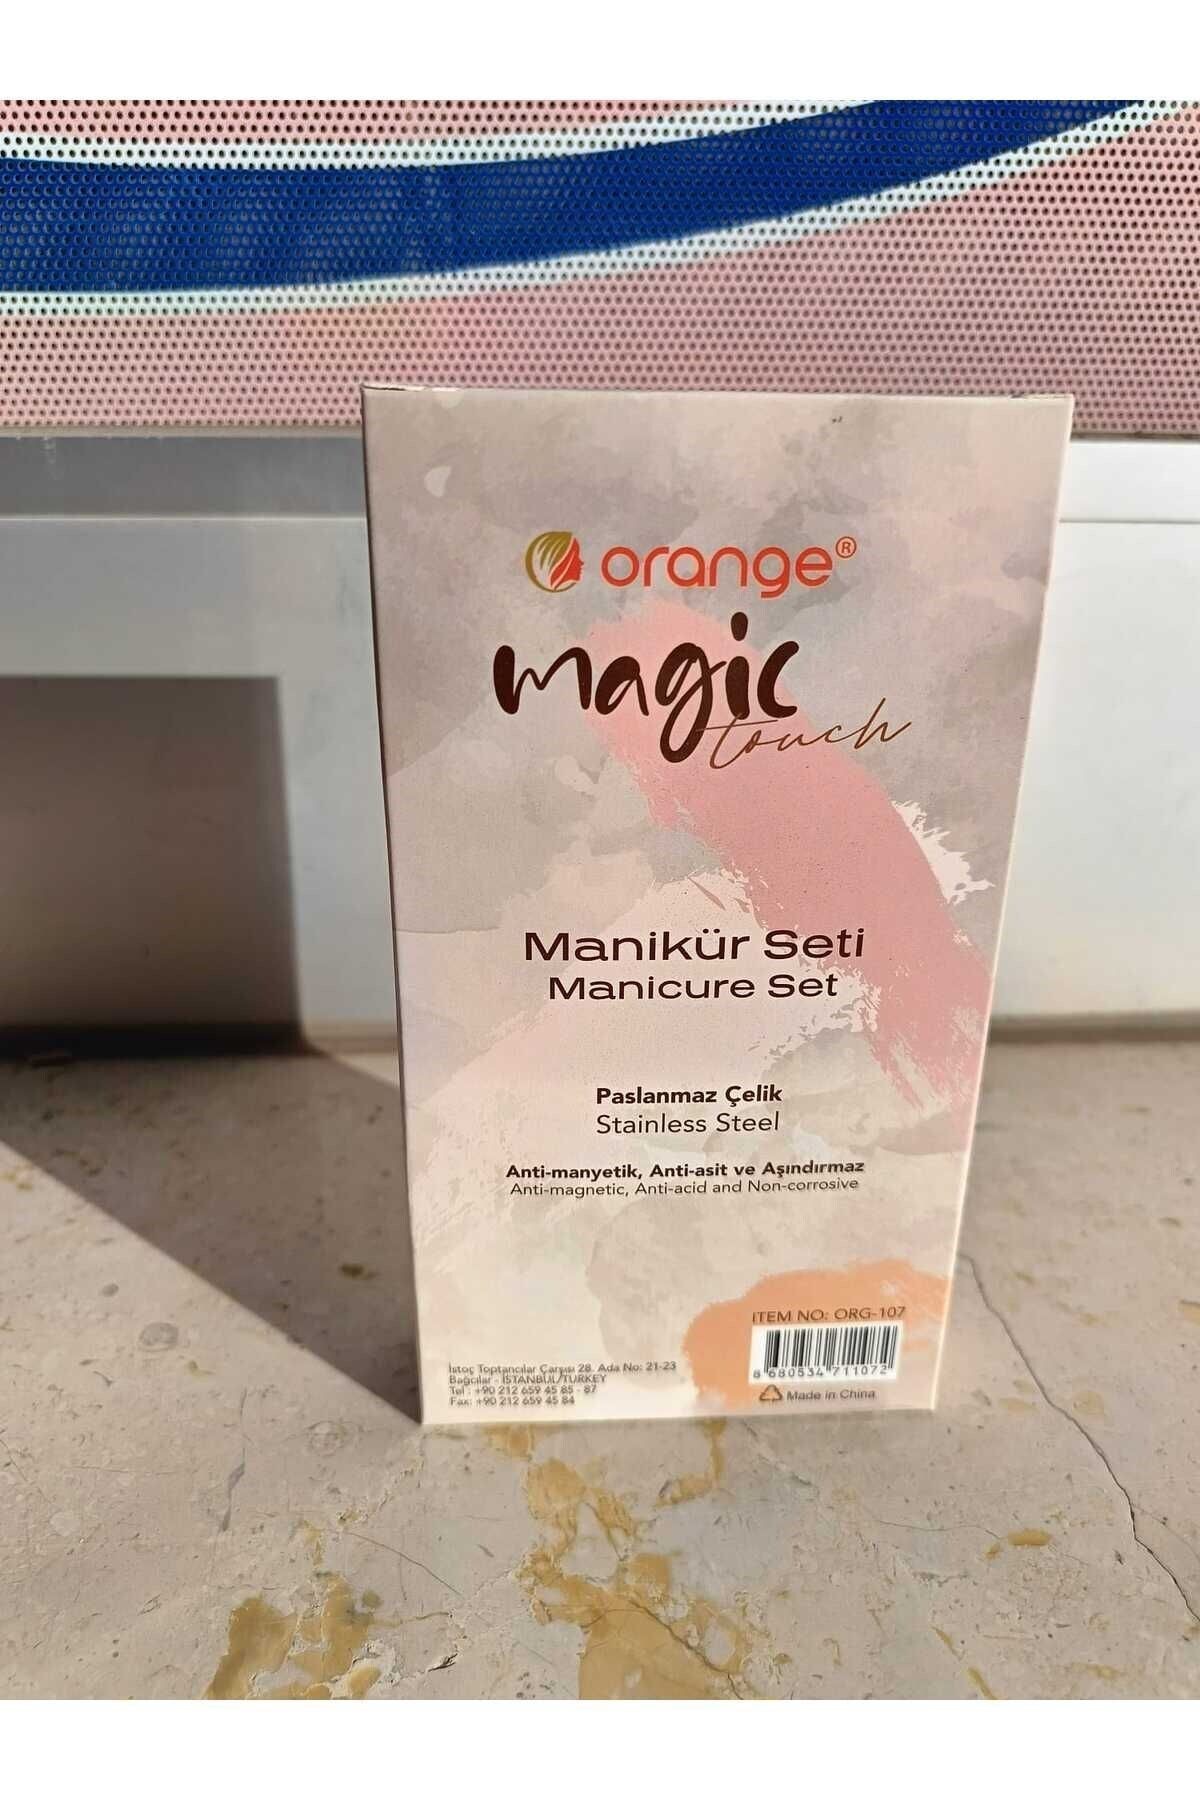 orange®
magic
touch
Manikür Seti
Manicure Set
Paslanmaz Çelik
Stainless Steel
Anti-manyetik, Anti-asit ve Aşındırmaz
Anti-magnetic, Anti-acid and Non-corrosive
İstoç Toptancılar Çarşısı 28. Ada No: 21-23
Bağcılar - İSTANBUL/TURKEY
Tel : +90 212 659 45 85 - 87
Fax: +90 212 659 45 84
ITEM NO: ORG-107
8 680534 711072
Made in China